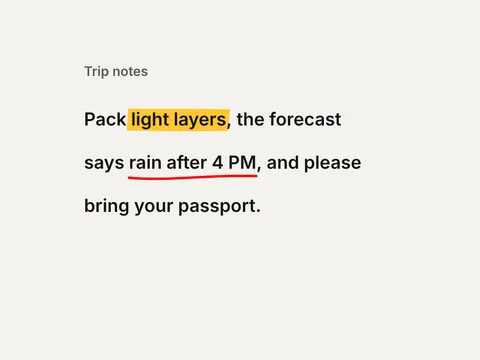 Trip notes
Pack light layers, the forecast
says rain after 4 PM, and please
bring your passport.